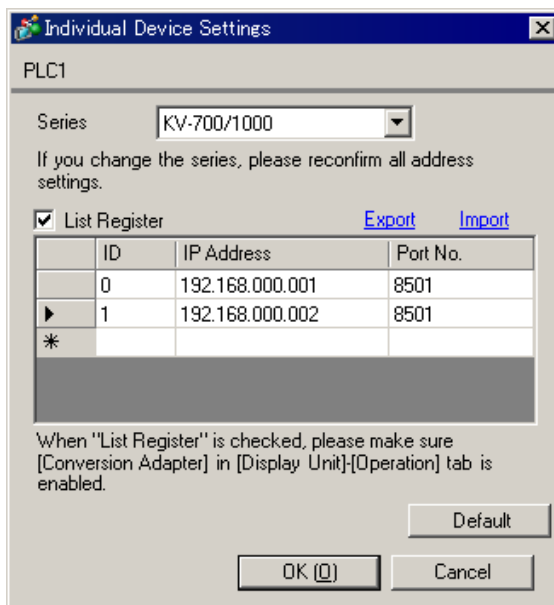 Individual Device Settings
PLC1
Series KV-700/1000
If you change the series, please reconfirm all address
settings.
List Register Export Import
ID IP Address Port No.
0 192.168.000.001 8501
1 192.168.000.002 8501
When "List Register" is checked, please make sure
[Conversion Adapter] in [Display Unit]-[Operation] tab is
enabled.
Default
OK (O) Cancel